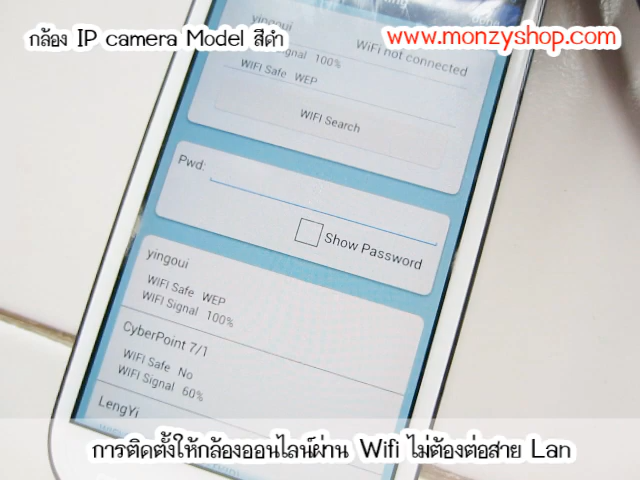 กล้อง IP camera Model สีดำ
www.monzyshop.com
yingoui
WiFI not connected
Signal 100%
WIFI Safe WEP
WIFI Search
Pwd:
Show Password
yingoui
WIFI Safe WEP
WIFI Signal 100%
CyberPoint 7/1
WIFI Safe No
WIFI Signal 60%
LengYi
การติดตั้งให้กล้องออนไลน์ผ่าน Wifi ไม่ต้องต่อสาย Lan